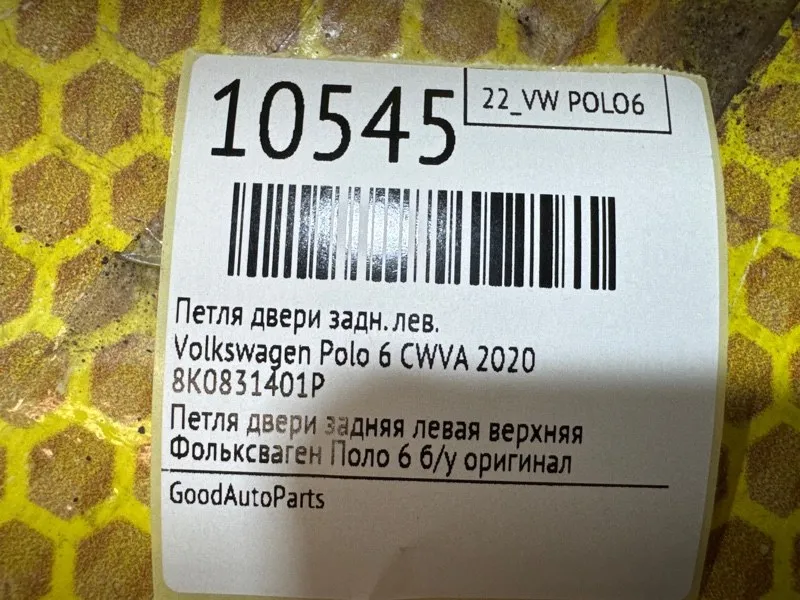 10545
22_VW POLO6
Петля двери задн. лев.
Volkswagen Polo 6 CWVA 2020
8K0831401P
Петля двери задняя левая верхняя
Фольксваген Поло 6 б/у оригинал
GoodAutoParts